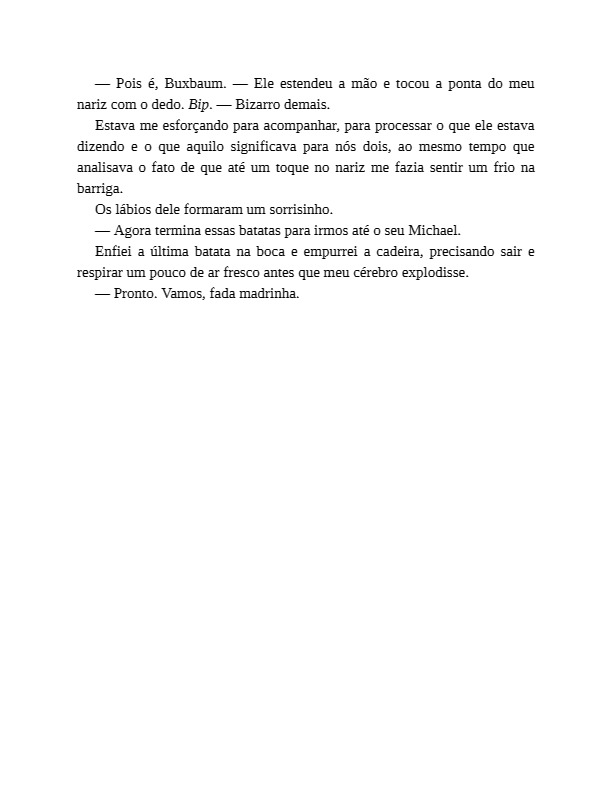 — Pois é, Buxbaum. — Ele estendeu a mão e tocou a ponta do meu
nariz com o dedo. Bip. — Bizarro demais.
Estava me esforçando para acompanhar, para processar o que ele estava
dizendo e o que aquilo significava para nós dois, ao mesmo tempo que
analisava o fato de que até um toque no nariz me fazia sentir um frio na
barriga.
Os lábios dele formaram um sorrisinho.
— Agora termina essas batatas para irmos até o seu Michael.
Enfiei a última batata na boca e empurrei a cadeira, precisando sair e
respirar um pouco de ar fresco antes que meu cérebro explodisse.
— Pronto. Vamos, fada madrinha.